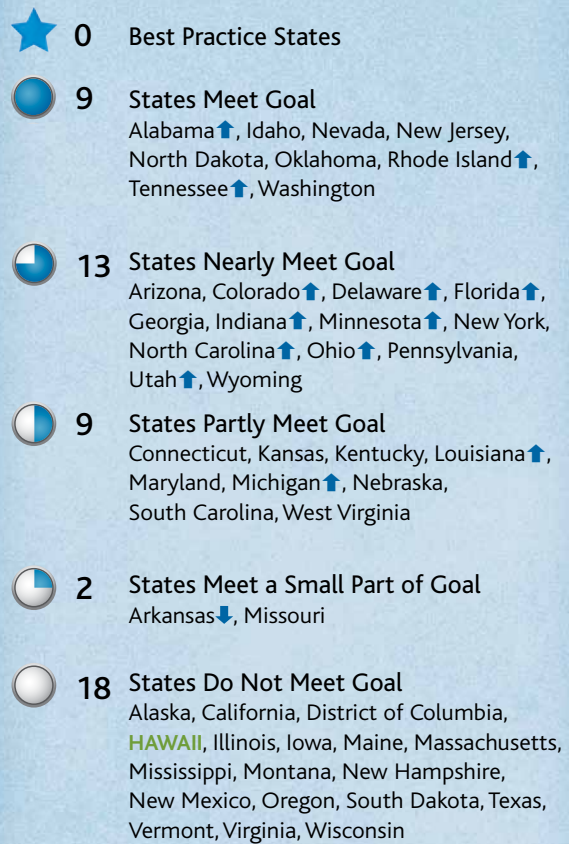 0 Best Practice States
9 States Meet Goal
Alabama⬆, Idaho, Nevada, New Jersey,
North Dakota, Oklahoma, Rhode Island⬆,
Tennessee⬆, Washington
13 States Nearly Meet Goal
Arizona, Colorado⬆, Delaware⬆, Florida⬆,
Georgia, Indiana⬆, Minnesota⬆, New York,
North Carolina⬆, Ohio⬆, Pennsylvania,
Utah⬆, Wyoming
9 States Partly Meet Goal
Connecticut, Kansas, Kentucky, Louisiana⬆,
Maryland, Michigan⬆, Nebraska,
South Carolina, West Virginia
2 States Meet a Small Part of Goal
Arkansas⬇, Missouri
18 States Do Not Meet Goal
Alaska, California, District of Columbia,
HAWAII, Illinois, Iowa, Maine, Massachusetts,
Mississippi, Montana, New Hampshire,
New Mexico, Oregon, South Dakota, Texas,
Vermont, Virginia, Wisconsin